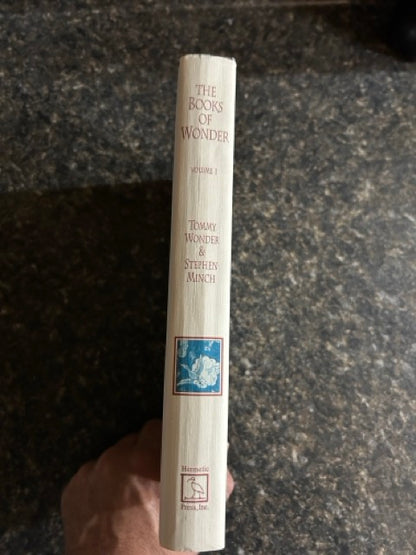 THE
BOOKS
OF
WONDER
VOLUME I
TOMMY
WONDER
&
STEPHEN
MINCH
Hermetic
Press, Inc.